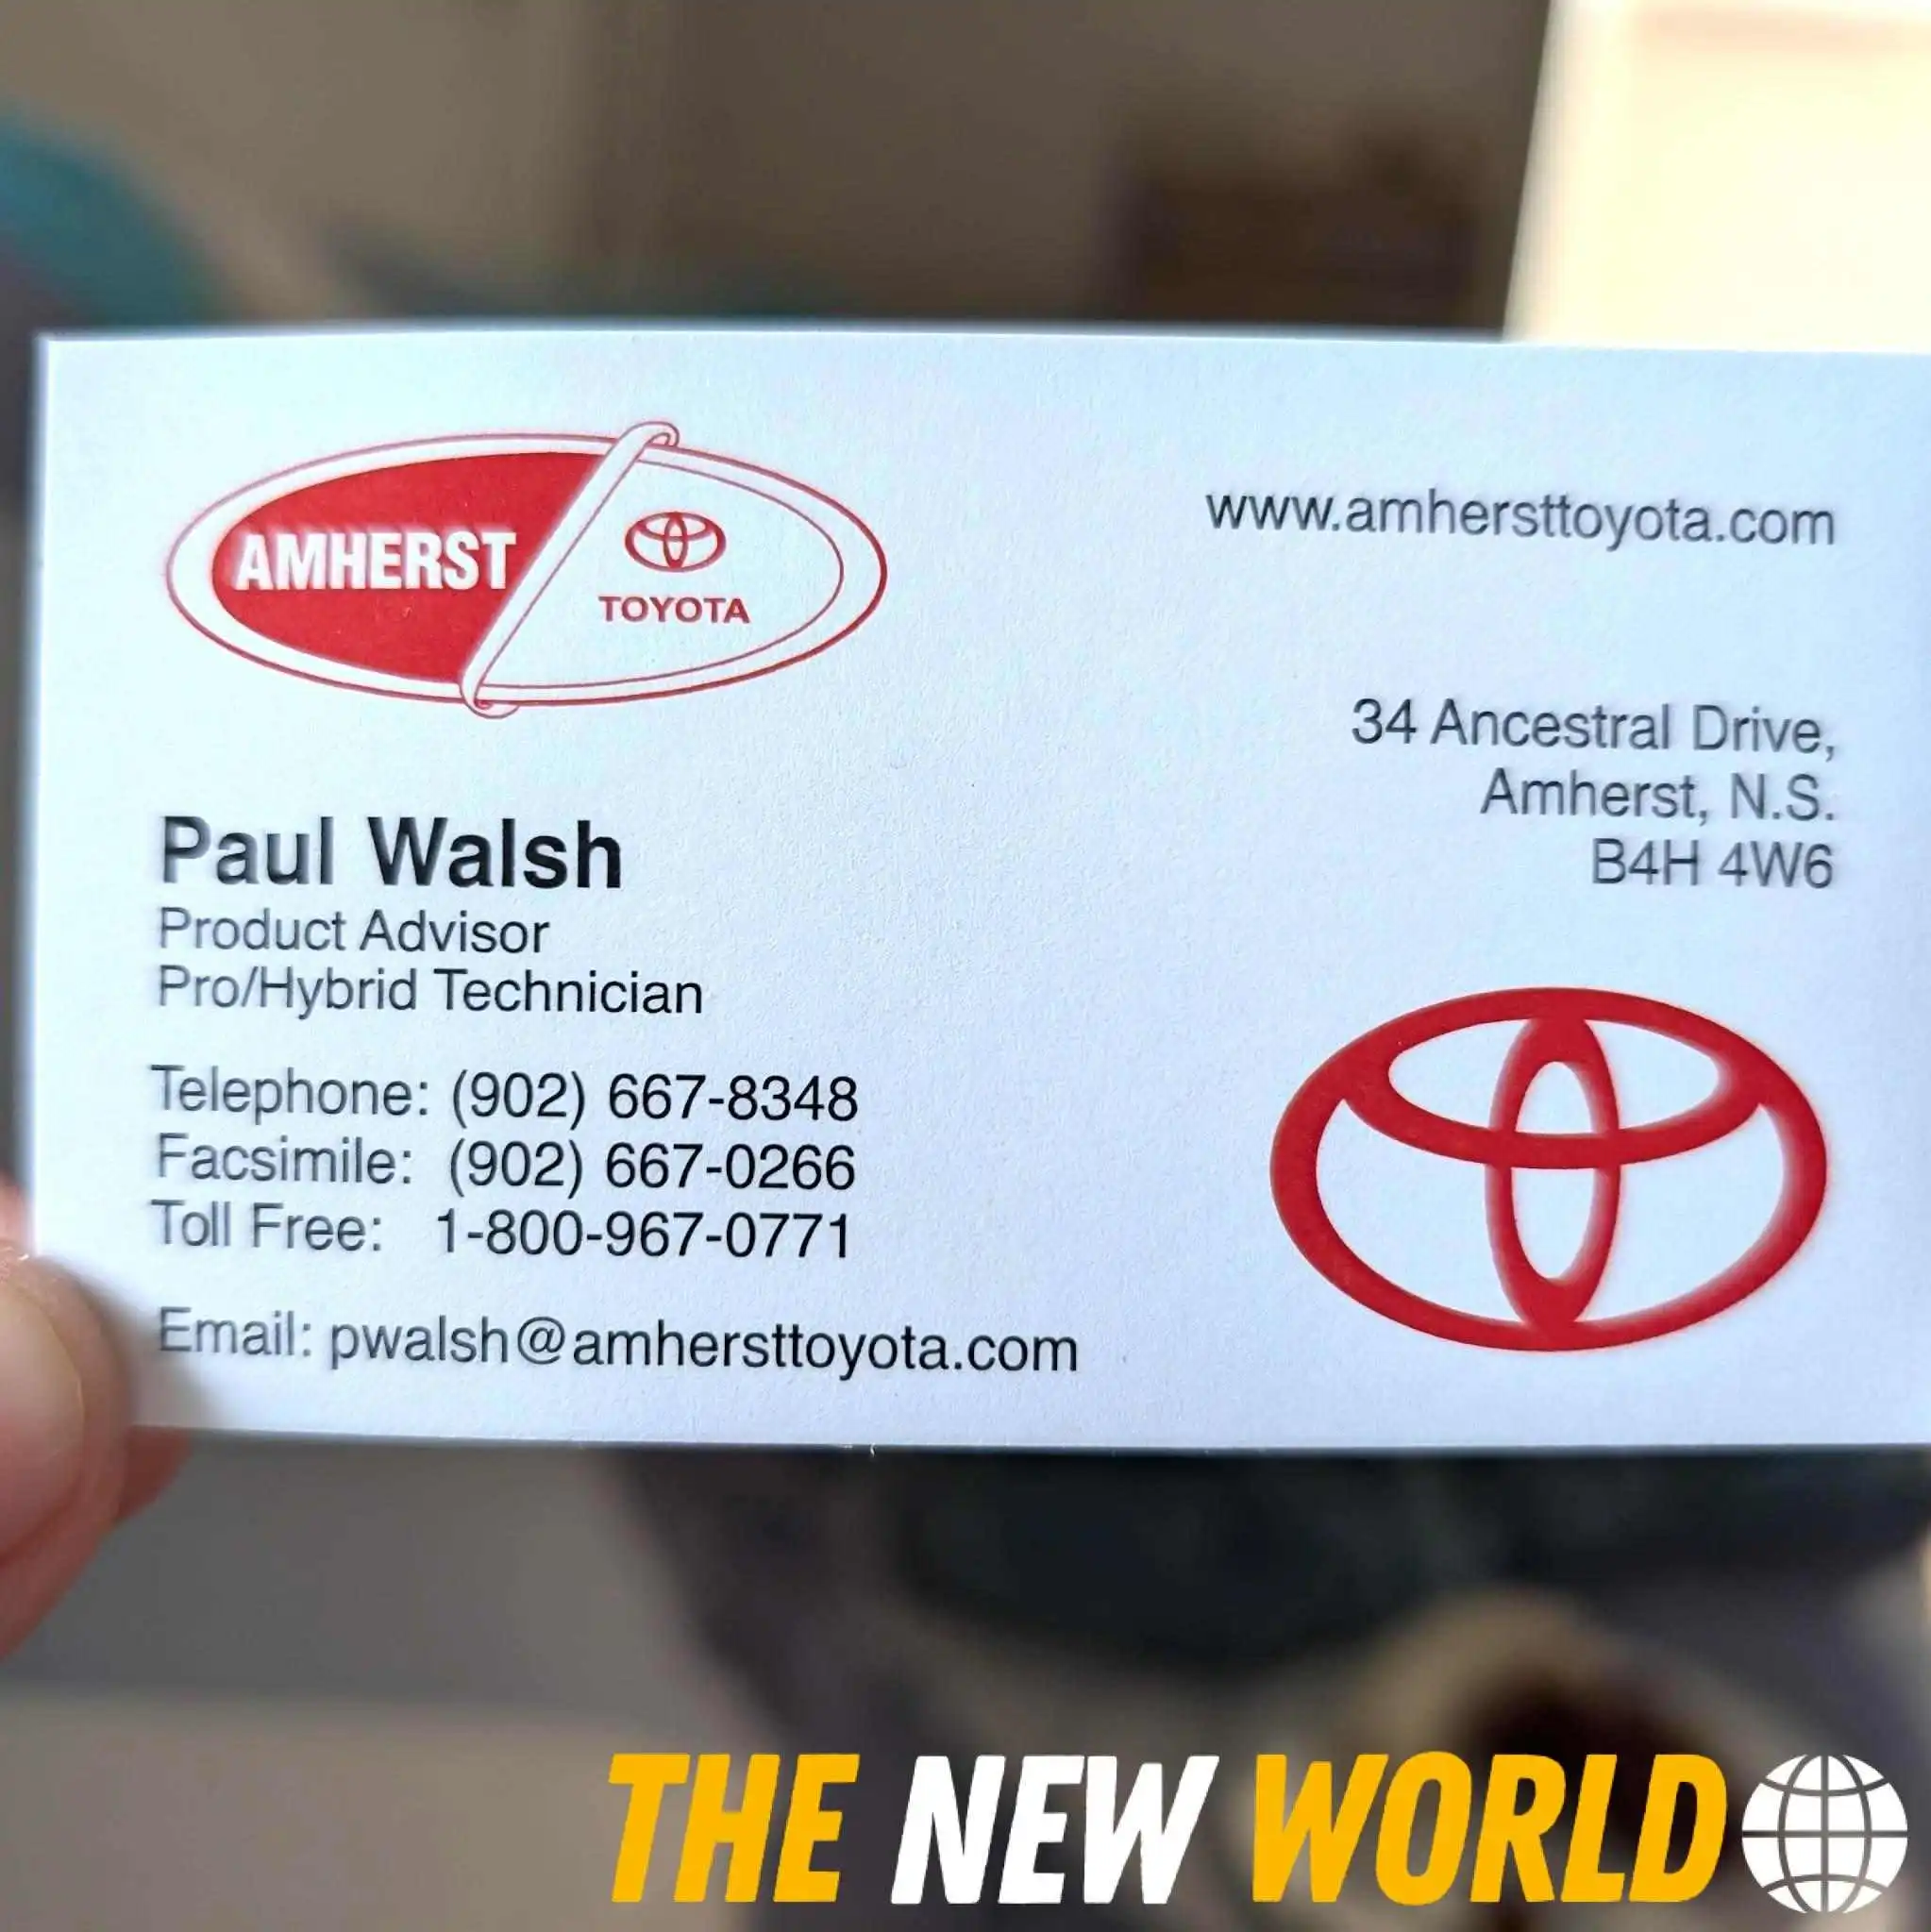 AMHERST
TOYOTA
www.amhersttoyota.com
34 Ancestral Drive,
Amherst, N.S.
B4H 4W6
Paul Walsh
Product Advisor
Pro/Hybrid Technician
Telephone: (902) 667-8348
Facsimile: (902) 667-0266
Toll Free: 1-800-967-0771
Email: pwalsh@amhersttoyota.com
THE NEW WORLD